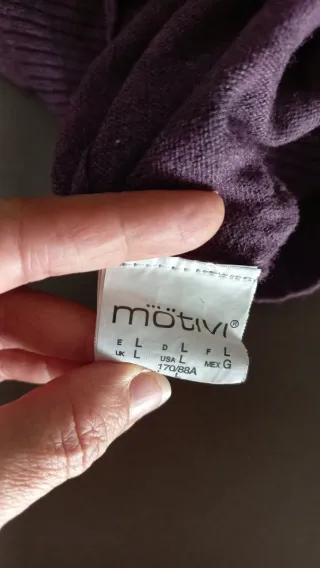 mötivi®
E L D L F L
UK L USA L MEX G
170/88A
L